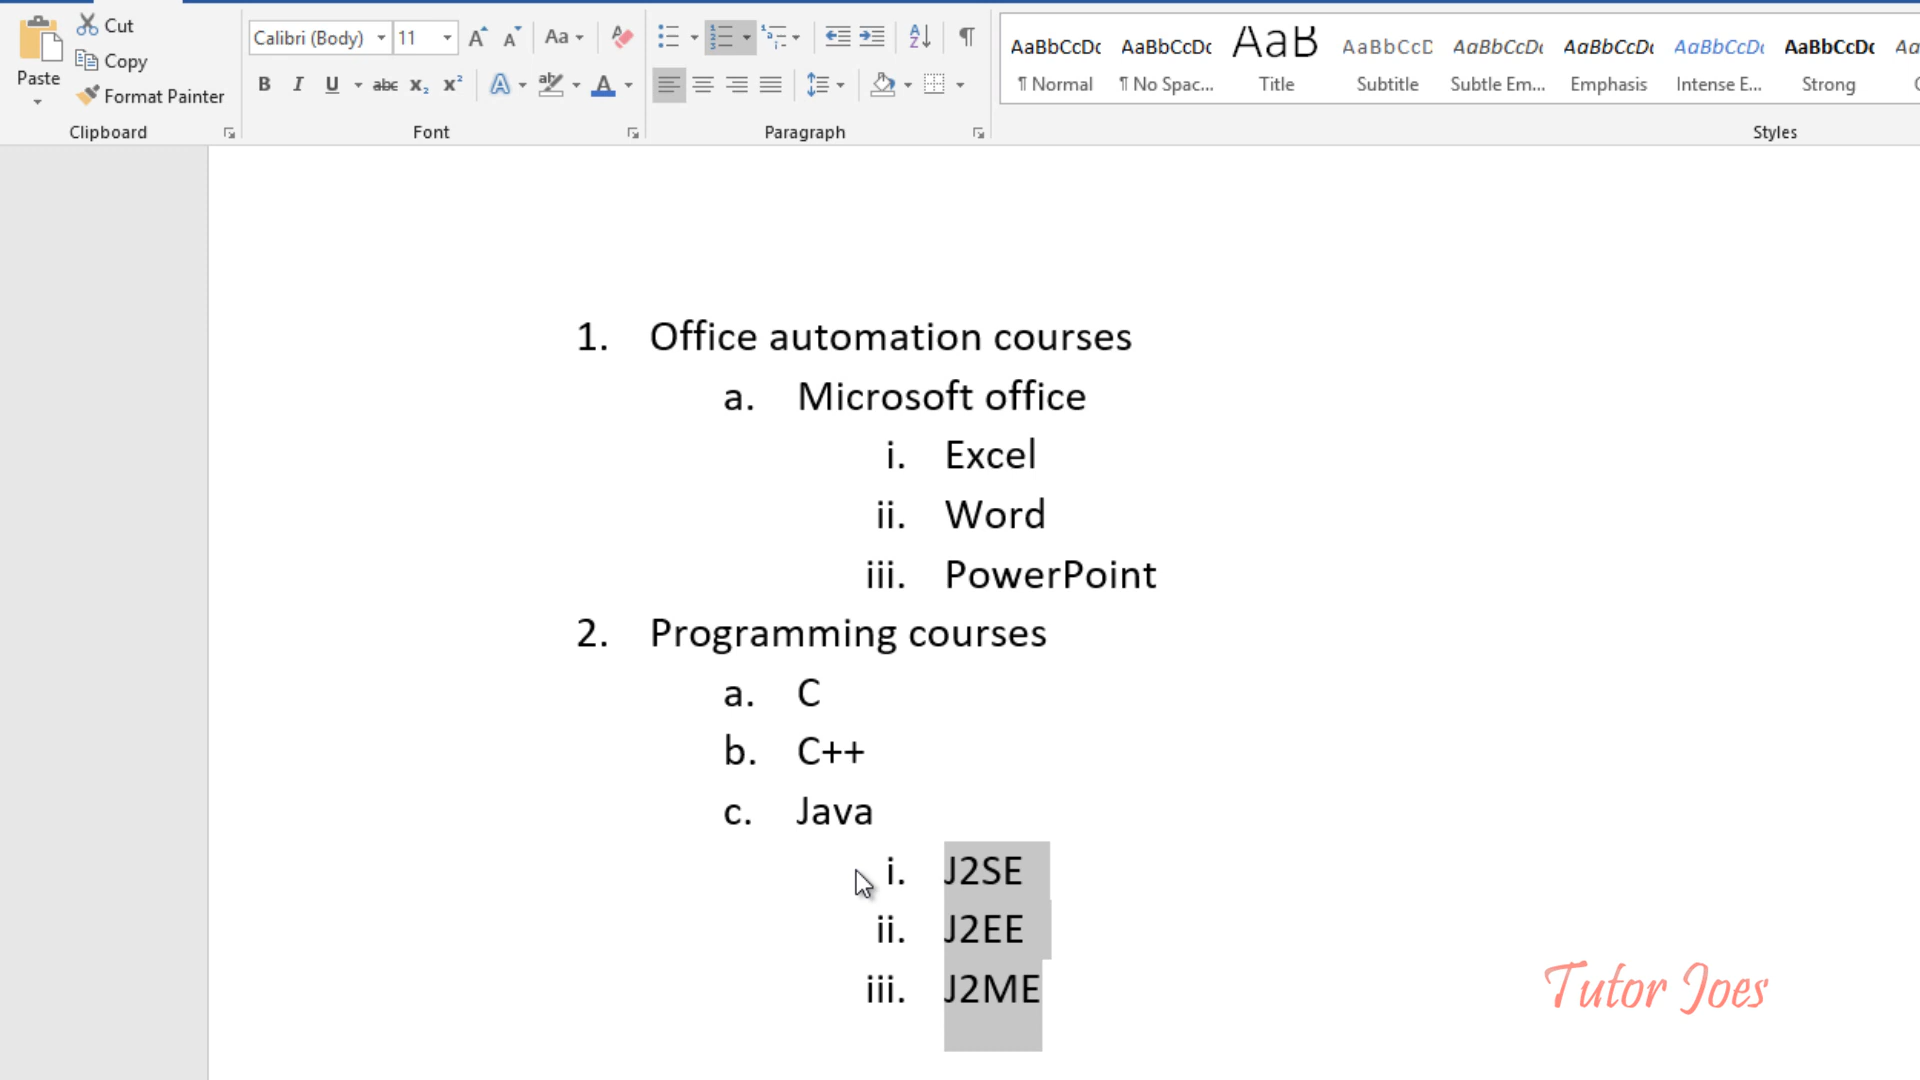 Cut
Copy
Format Painter
Paste
Clipboard
Calibri (Body) 11 Aa
B I U abc x₂ x² A ab A
Font
Paragraph
AaBbCcDc AaBbCcDc AaB AaBbCcD AaBbCcDc AaBbCcDc AaBbCcDc AaBbCcDc
¶ Normal ¶ No Spac... Title Subtitle Subtle Em... Emphasis Intense E... Strong
Styles
1. Office automation courses
a. Microsoft office
i. Excel
ii. Word
iii. PowerPoint
2. Programming courses
a. C
b. C++
c. Java
i. J2SE
ii. J2EE
iii. J2ME
Tutor Joes